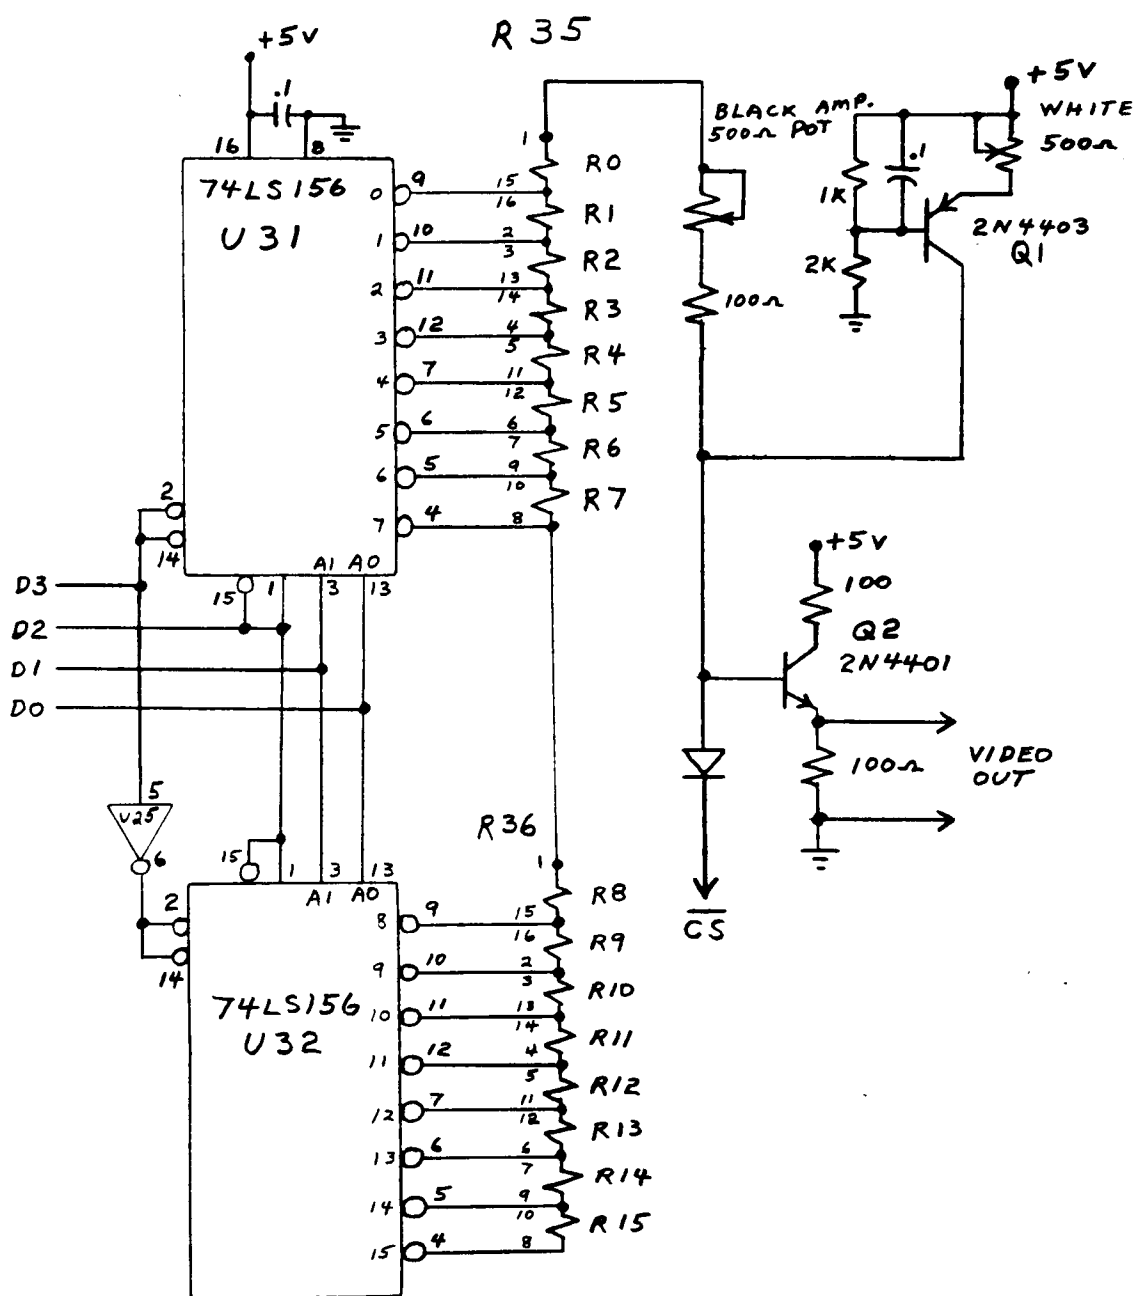 +5V
R 35
.1
16
8
74LS156
U31
0 9
1 10
2 11
3 12
4 7
5 6
6 5
7 4
2
14
15
1
A1
3
A0
13
D3
D2
D1
D0
1
15
16
2
3
13
14
4
5
11
12
6
7
9
10
8
R0
R1
R2
R3
R4
R5
R6
R7
BLACK AMP.
500Ω POT
100Ω
+5V
WHITE
500Ω
.1
1K
2K
2N4403
Q1
+5V
100
Q2
2N4401
100Ω
VIDEO
OUT
C̅S̅
5
U25
6
R36
15
1
3
13
A1
A0
2
14
74LS156
U32
8 9
9 10
10 11
11 12
12 7
13 6
14 5
15 4
1
15
16
2
3
13
14
4
5
11
12
6
7
9
10
8
R8
R9
R10
R11
R12
R13
R14
R15